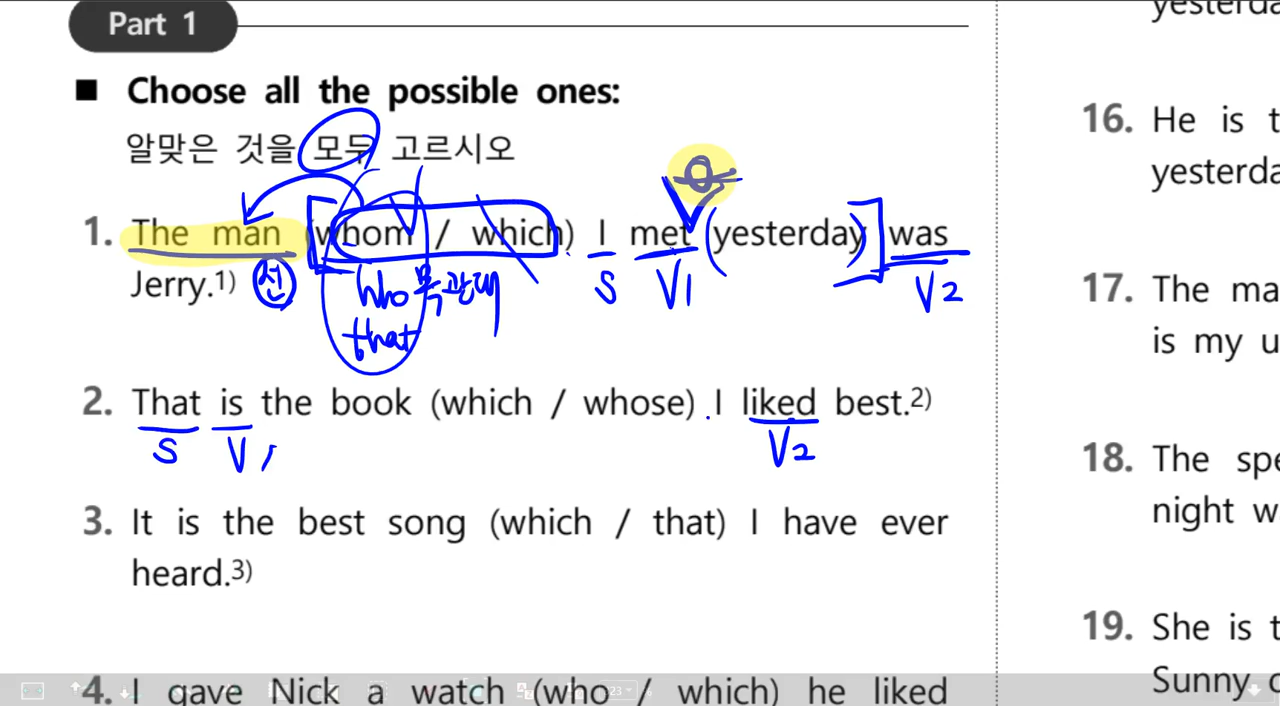 Part 1
■ Choose all the possible ones:
알맞은 것을 모두 고르시오
1. The man (whom / which) I met (yesterday) was
Jerry.1)
선
who 목관대
that
S
V1
V2
2. That is the book (which / whose) I liked best.2)
S
V1
V2
3. It is the best song (which / that) I have ever
heard.3)
4. I gave Nick a watch (who / which) he liked
yesterda
16. He is t
yesterda
17. The ma
is my u
18. The spe
night w
19. She is t
Sunny c